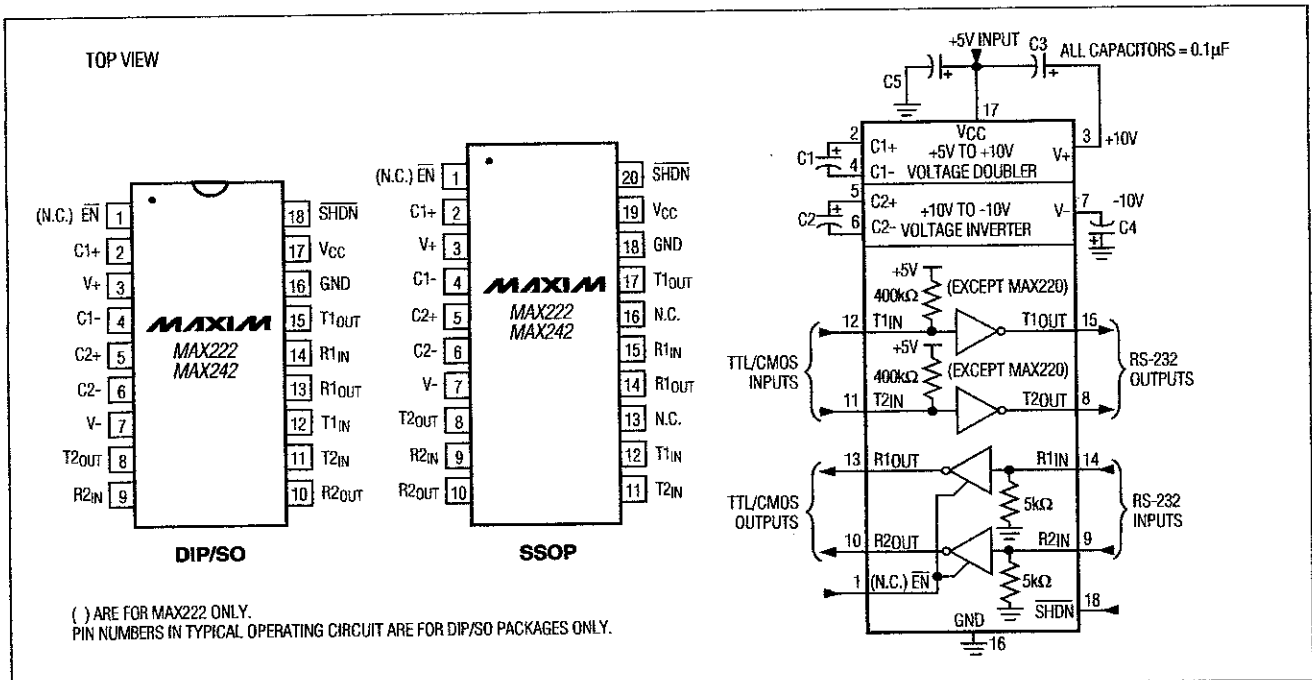 TOP VIEW
(N.C.) EN 1
C1+ 2
V+ 3
C1- 4
C2+ 5
C2- 6
V- 7
T2OUT 8
R2IN 9
18 SHDN
17 VCC
16 GND
15 T1OUT
14 R1IN
13 R1OUT
12 T1IN
11 T2IN
10 R2OUT
MAXIM
MAX222
MAX242
DIP/SO
(N.C.) EN 1
C1+ 2
V+ 3
C1- 4
C2+ 5
C2- 6
V- 7
T2OUT 8
R2IN 9
R2OUT 10
20 SHDN
19 VCC
18 GND
17 T1OUT
16 N.C.
15 R1IN
14 R1OUT
13 N.C.
12 T1IN
11 T2IN
MAXIM
MAX222
MAX242
SSOP
( ) ARE FOR MAX222 ONLY.
PIN NUMBERS IN TYPICAL OPERATING CIRCUIT ARE FOR DIP/SO PACKAGES ONLY.
+5V INPUT
C3
ALL CAPACITORS = 0.1µF
C5
17
VCC
2 C1+
+5V TO +10V
V+ 3 +10V
C1
4 C1-
VOLTAGE DOUBLER
5 C2+
+10V TO -10V
V- 7 -10V
C2
6 C2-
VOLTAGE INVERTER
C4
+5V
400kΩ
(EXCEPT MAX220)
12 T1IN
T1OUT 15
+5V
400kΩ
(EXCEPT MAX220)
11 T2IN
T2OUT 8
TTL/CMOS
INPUTS
RS-232
OUTPUTS
13 R1OUT
R1IN 14
5kΩ
10 R2OUT
R2IN 9
5kΩ
TTL/CMOS
OUTPUTS
RS-232
INPUTS
1 (N.C.) EN
SHDN 18
GND
16